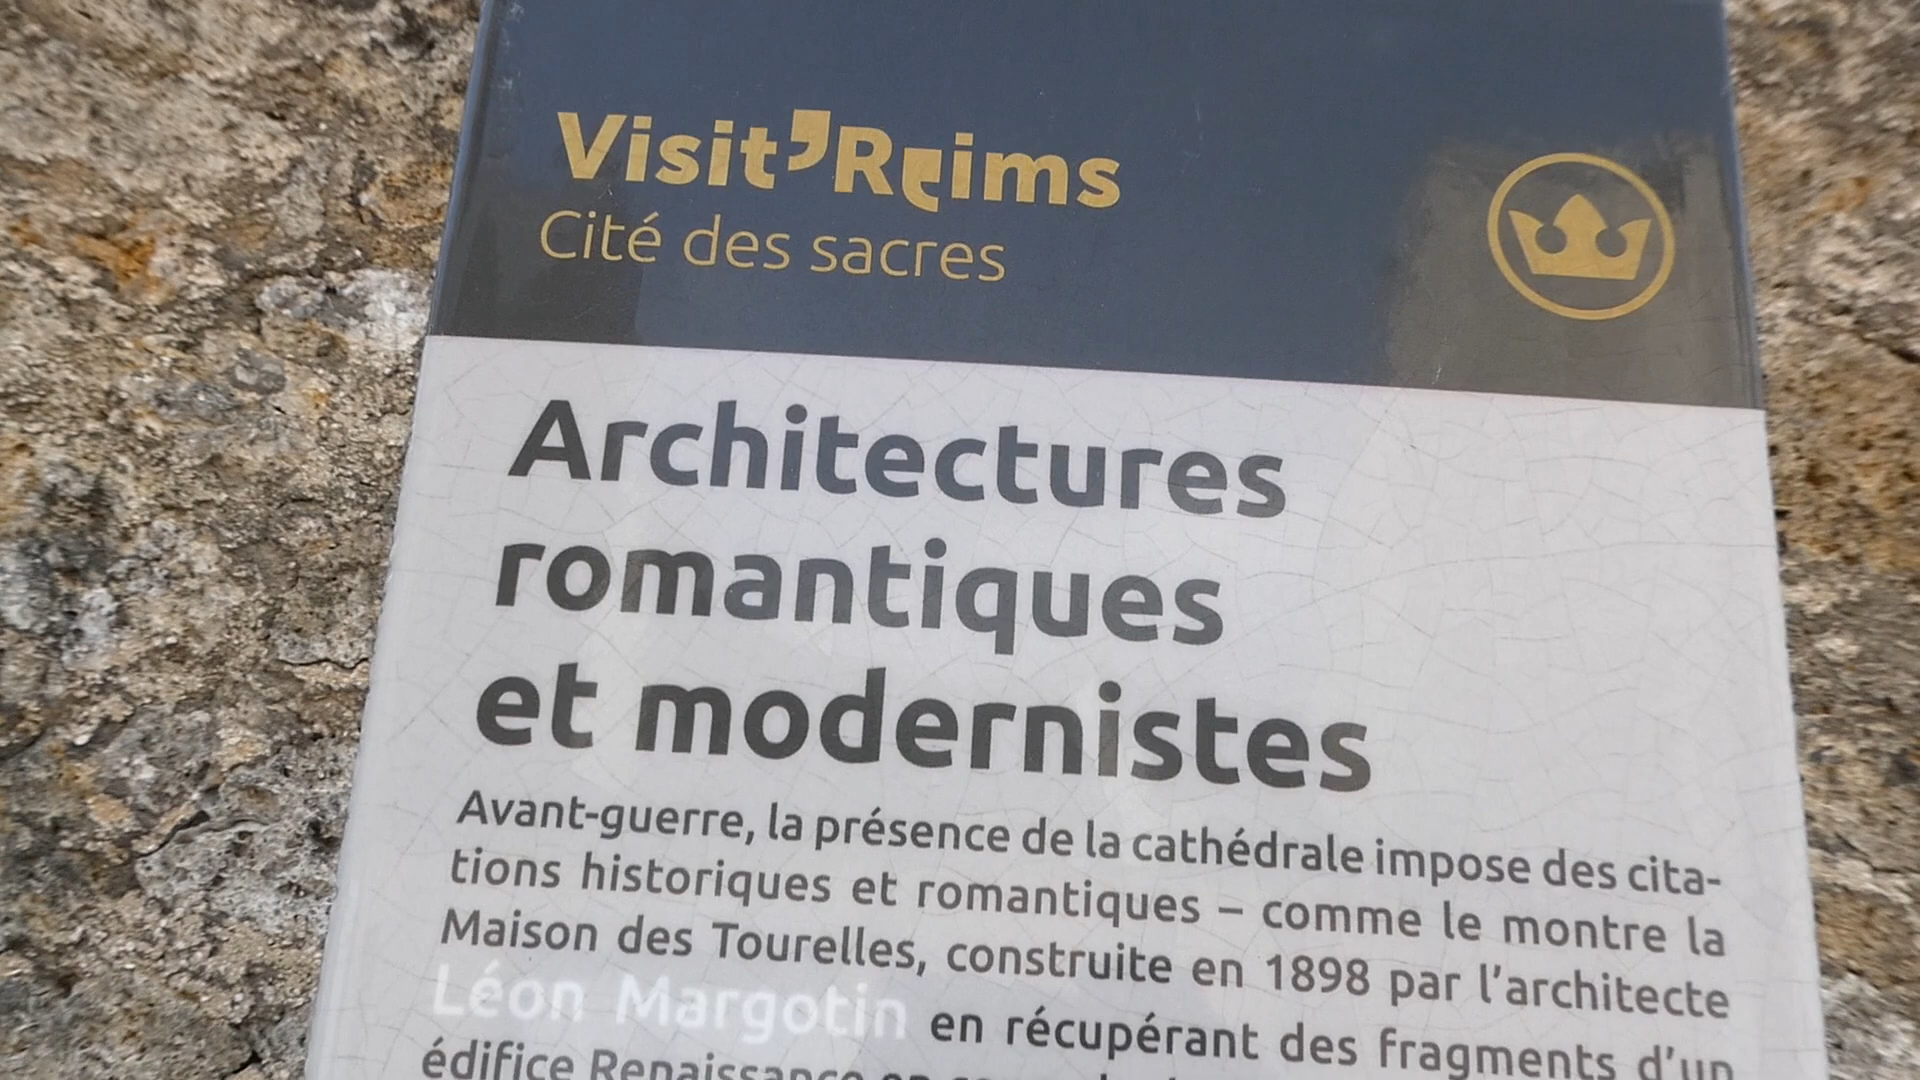 Visit'Reims
Cité des sacres
Architectures
romantiques
et modernistes
Avant-guerre, la présence de la cathédrale impose des cita-
tions historiques et romantiques – comme le montre la
Maison des Tourelles, construite en 1898 par l'architecte
Léon Margotin en récupérant des fragments d'un
édifice Renaissance